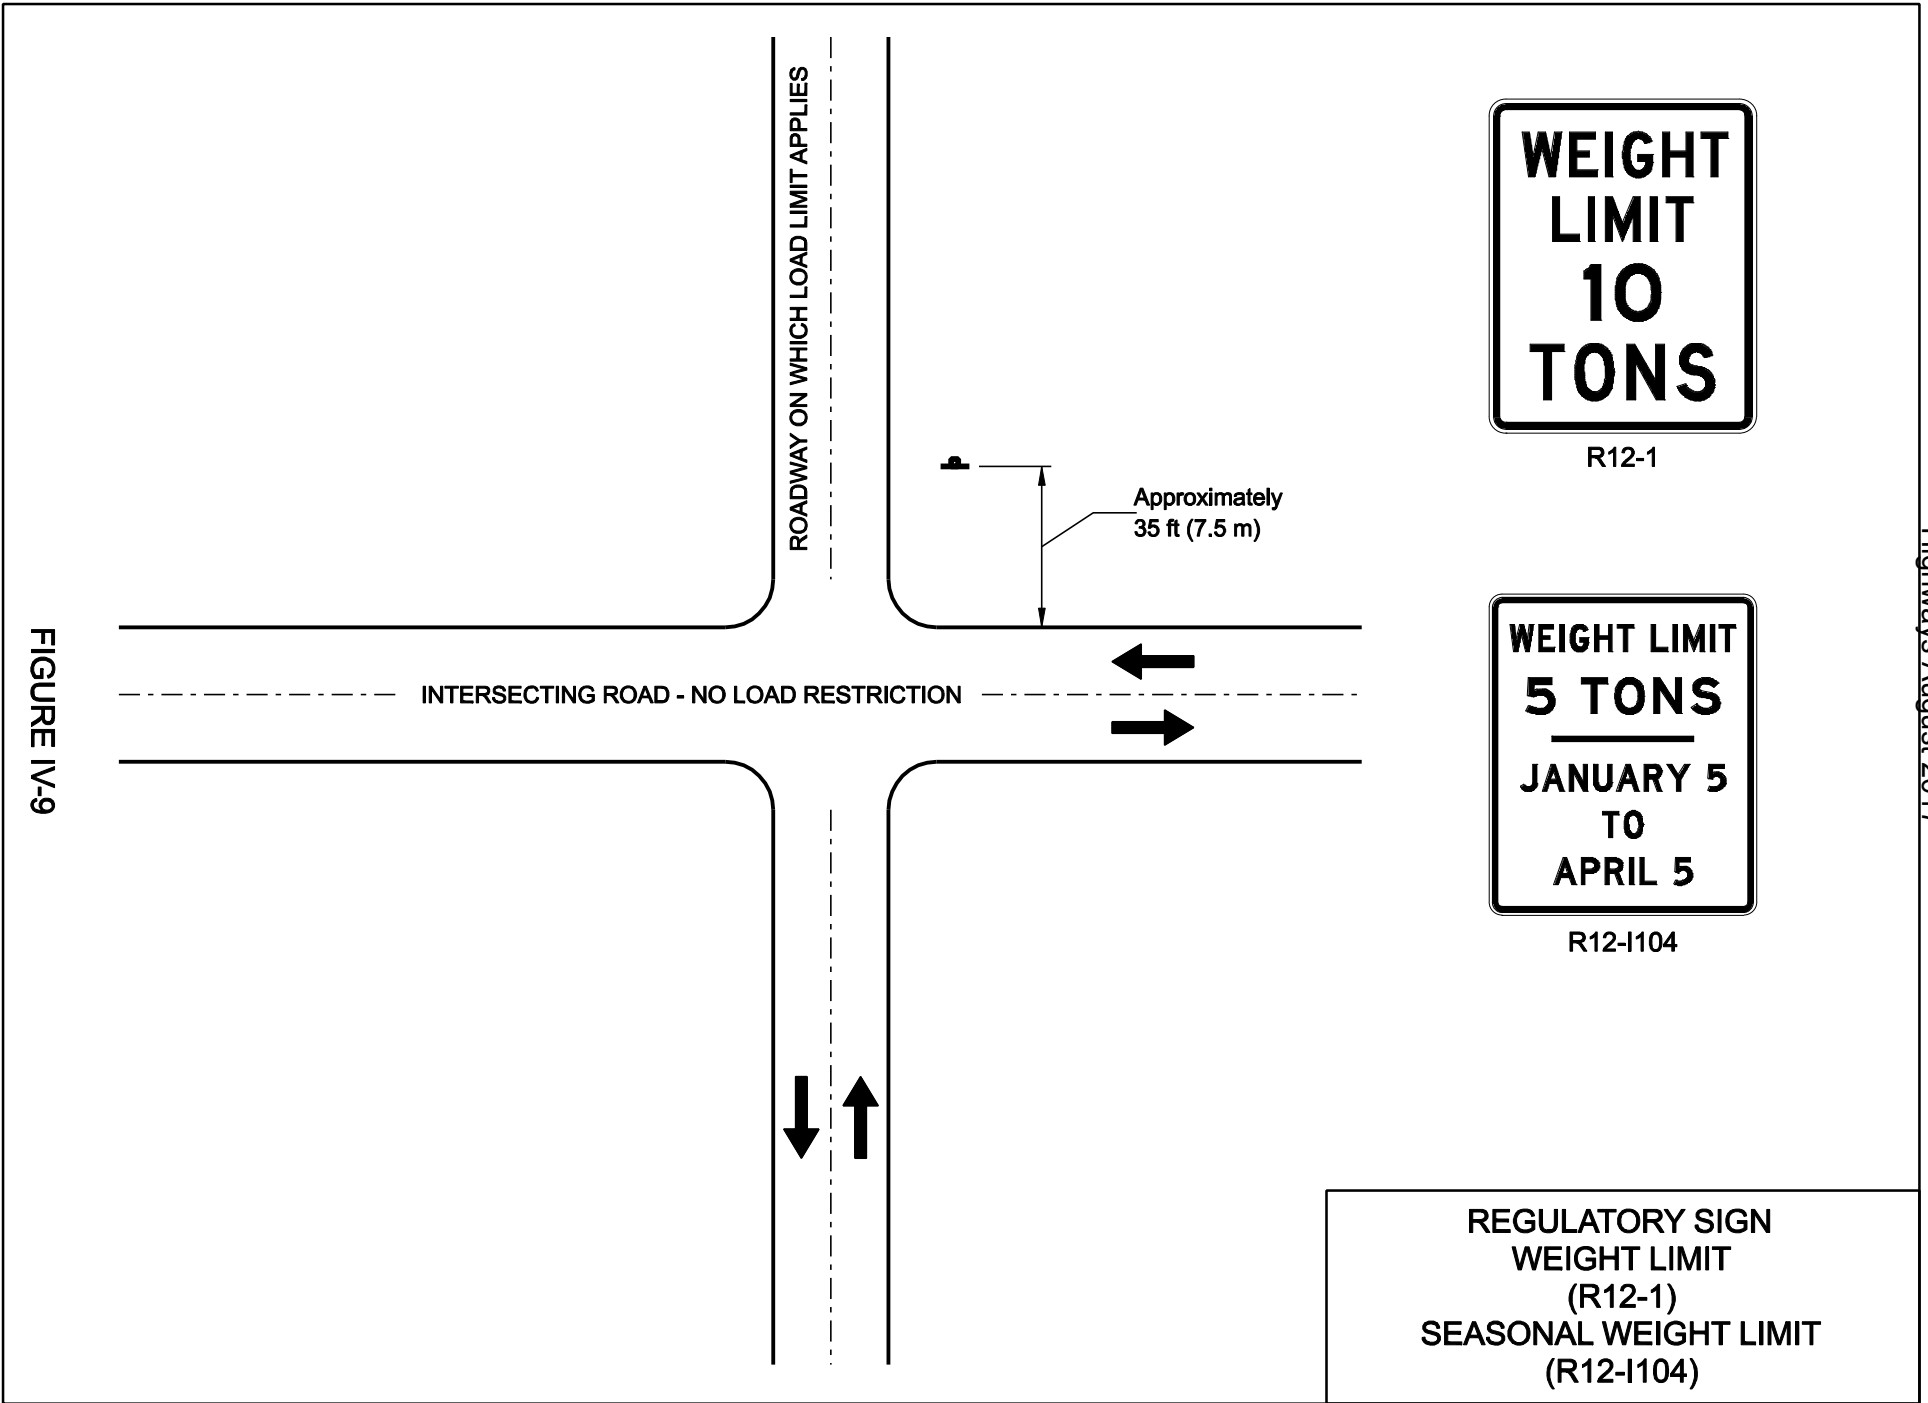 ROADWAY ON WHICH LOAD LIMIT APPLIES
WEIGHT
LIMIT
10
TONS
R12-1
Approximately
35 ft (7.5 m)
INTERSECTING ROAD - NO LOAD RESTRICTION
WEIGHT LIMIT
5 TONS
JANUARY 5
TO
APRIL 5
R12-I104
FIGURE IV-9
REGULATORY SIGN
WEIGHT LIMIT
(R12-1)
SEASONAL WEIGHT LIMIT
(R12-I104)